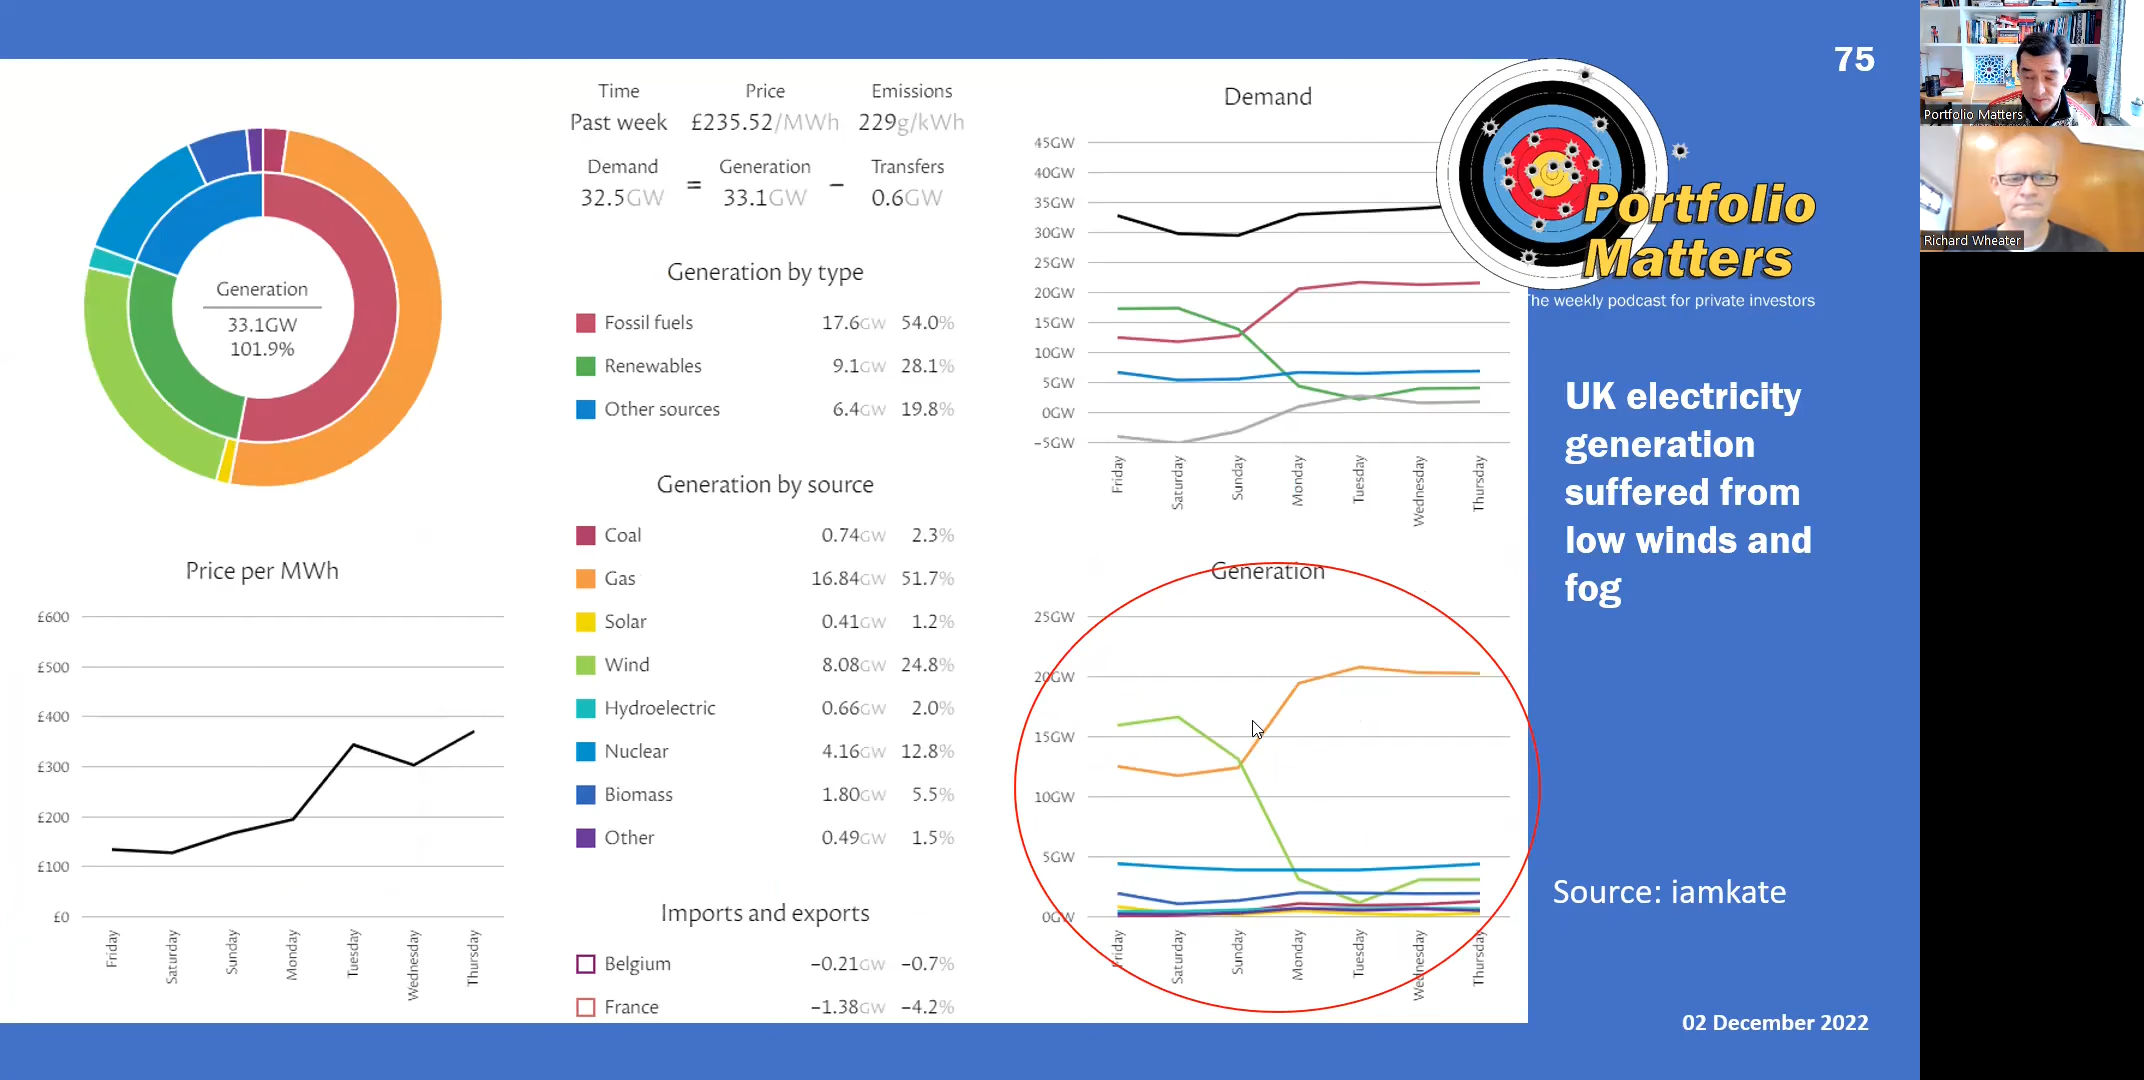 75
Portfolio Matters
Richard Wheater
Portfolio
Matters
The weekly podcast for private investors
UK electricity
generation
suffered from
low winds and
fog
Source: iamkate
02 December 2022
Generation
33.1GW
101.9%
Time Price Emissions
Past week £235.52/MWh 229g/kWh
Demand Generation Transfers
32.5GW = 33.1GW − 0.6GW
Generation by type
Fossil fuels 17.6GW 54.0%
Renewables 9.1GW 28.1%
Other sources 6.4GW 19.8%
Generation by source
Coal 0.74GW 2.3%
Gas 16.84GW 51.7%
Solar 0.41GW 1.2%
Wind 8.08GW 24.8%
Hydroelectric 0.66GW 2.0%
Nuclear 4.16GW 12.8%
Biomass 1.80GW 5.5%
Other 0.49GW 1.5%
Imports and exports
Belgium −0.21GW −0.7%
France −1.38GW −4.2%
Price per MWh
£600
£500
£400
£300
£200
£100
£0
Friday Saturday Sunday Monday Tuesday Wednesday Thursday
Demand
45GW
40GW
35GW
30GW
25GW
20GW
15GW
10GW
5GW
0GW
−5GW
Friday Saturday Sunday Monday Tuesday Wednesday Thursday
Generation
25GW
20GW
15GW
10GW
5GW
0GW
Friday Saturday Sunday Monday Tuesday Wednesday Thursday